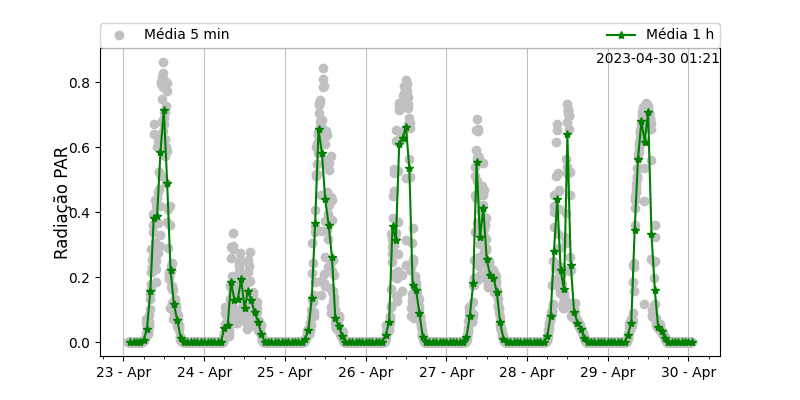 Média 5 min
Média 1 h
2023-04-30 01:21
Radiação PAR
0.8
0.6
0.4
0.2
0.0
23 - Apr
24 - Apr
25 - Apr
26 - Apr
27 - Apr
28 - Apr
29 - Apr
30 - Apr